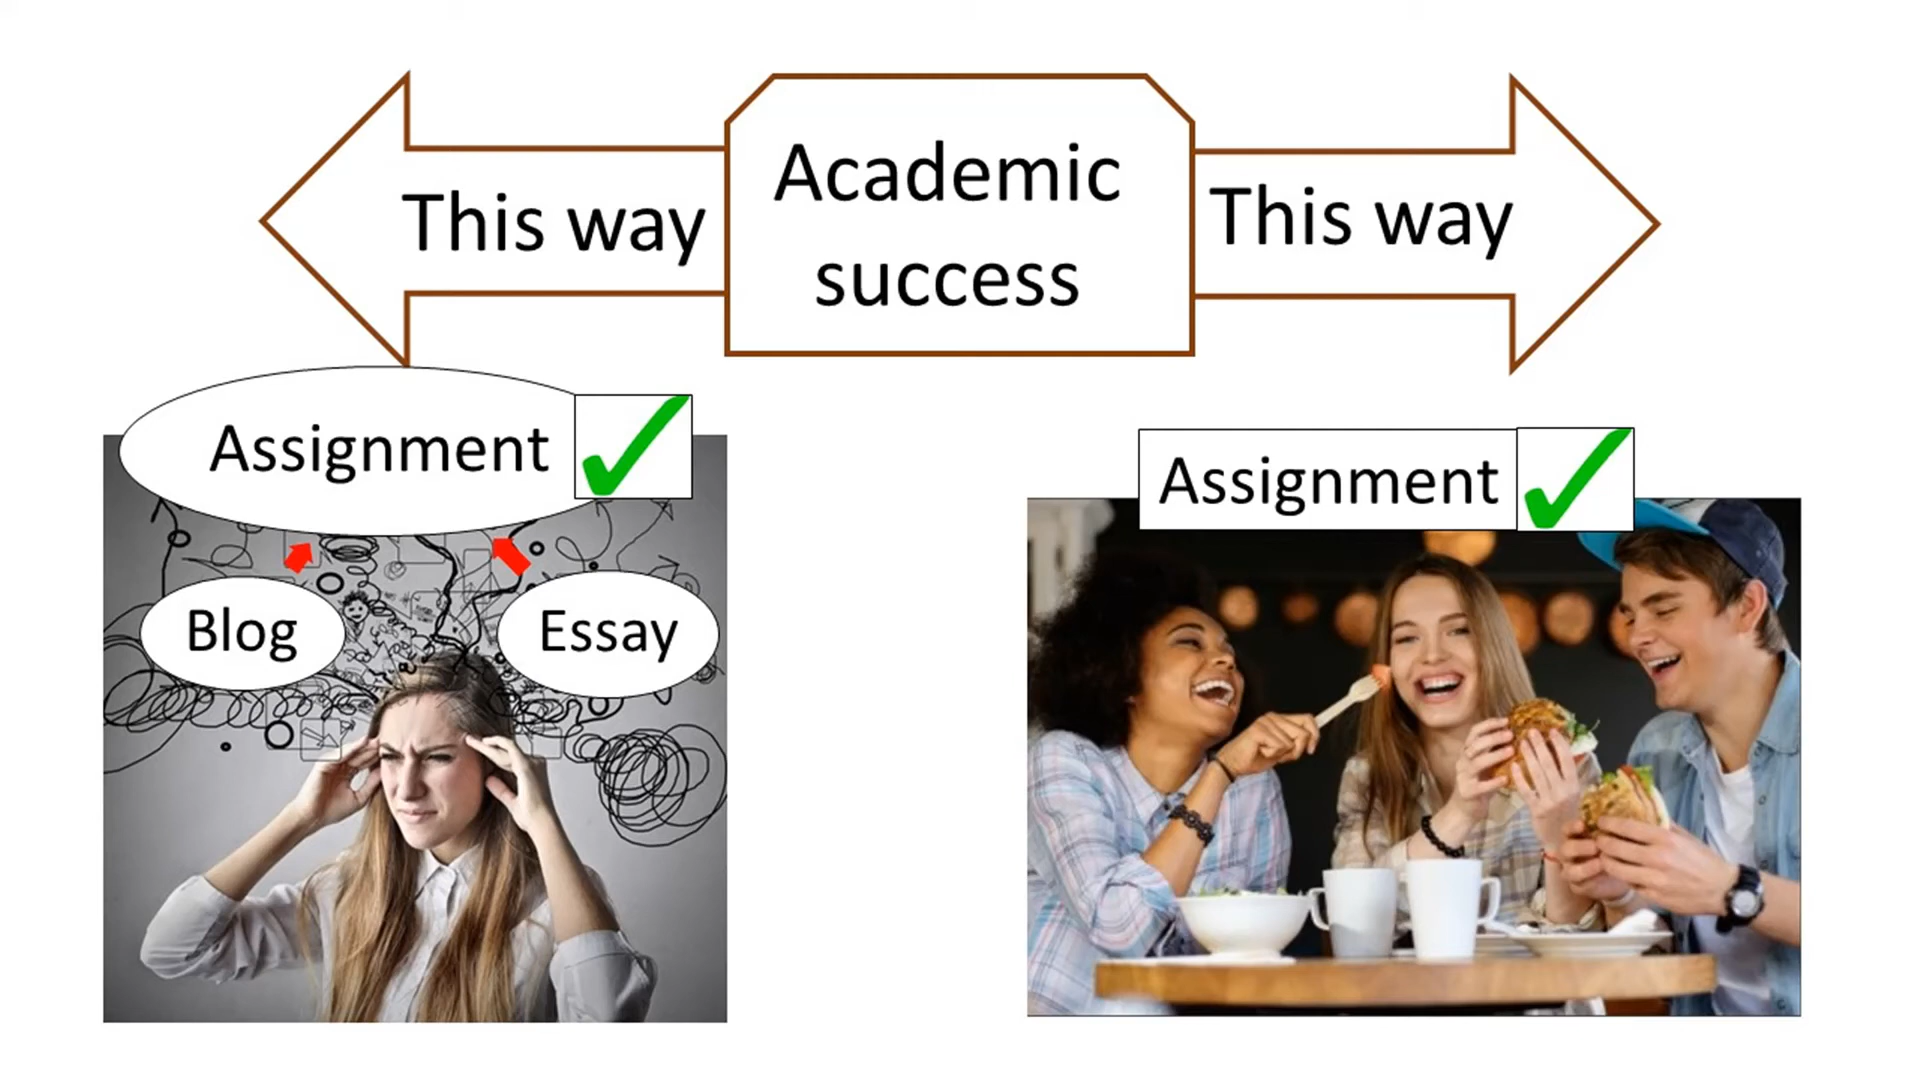 This way
Academic
success
This way
Assignment
Assignment
Blog
Essay